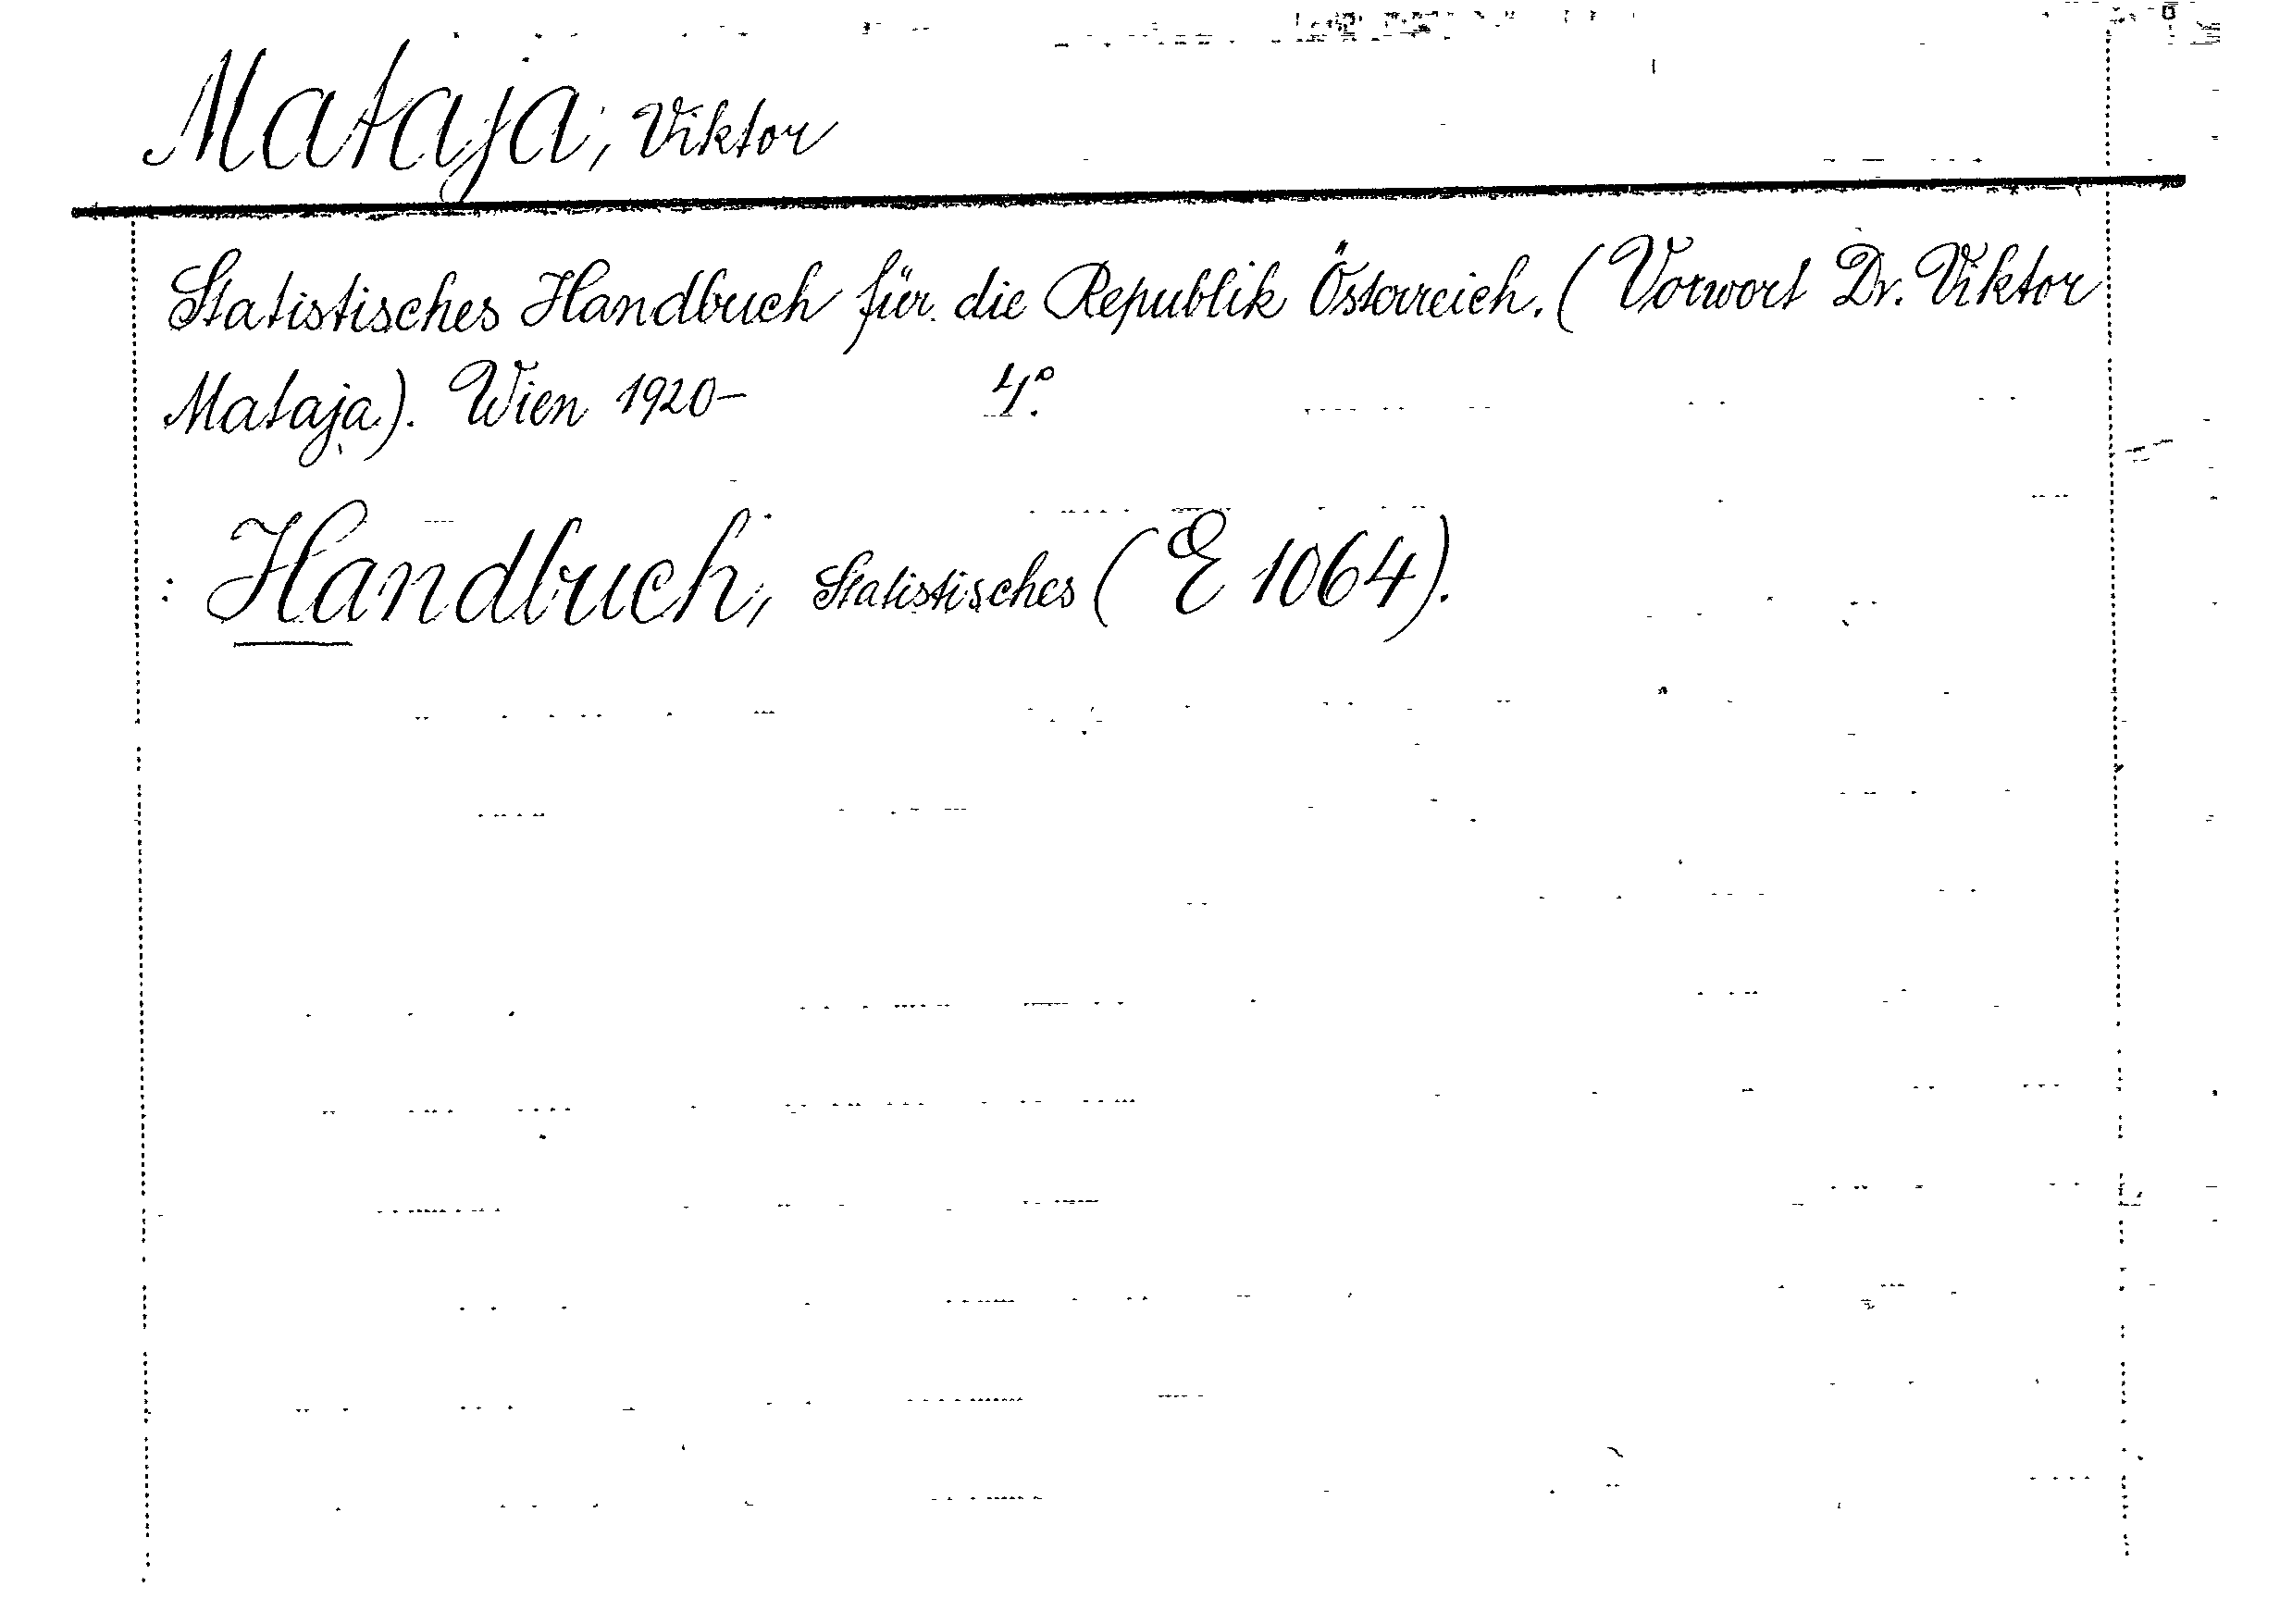 Mataja, Viktor
Statistisches Handbuch für die Republik Österreich. (Vorwort Dr. Viktor
Mataja). Wien 1920- 4°.
: Handbuch, Statistisches (E 1064).